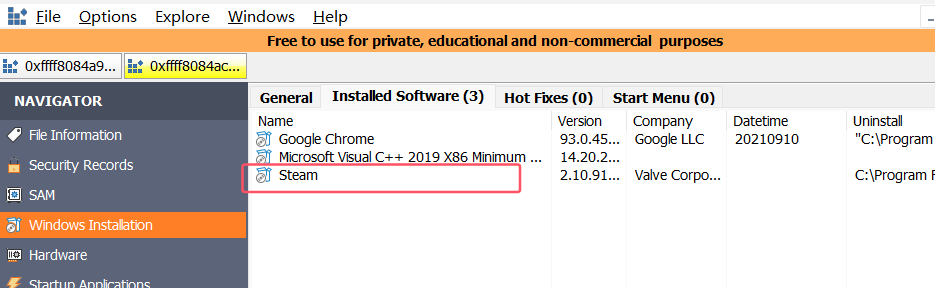 File Options Explore Windows Help
Free to use for private, educational and non-commercial purposes
0xffff8084a9... 0xffff8084ac...
NAVIGATOR
File Information
Security Records
SAM
Windows Installation
Hardware
Startup Applications
General Installed Software (3) Hot Fixes (0) Start Menu (0)
Name Version Company Datetime Uninstall
Google Chrome 93.0.45... Google LLC 20210910 "C:\Program
Microsoft Visual C++ 2019 X86 Minimum ... 14.20.2...
Steam 2.10.91... Valve Corpo... C:\Program F